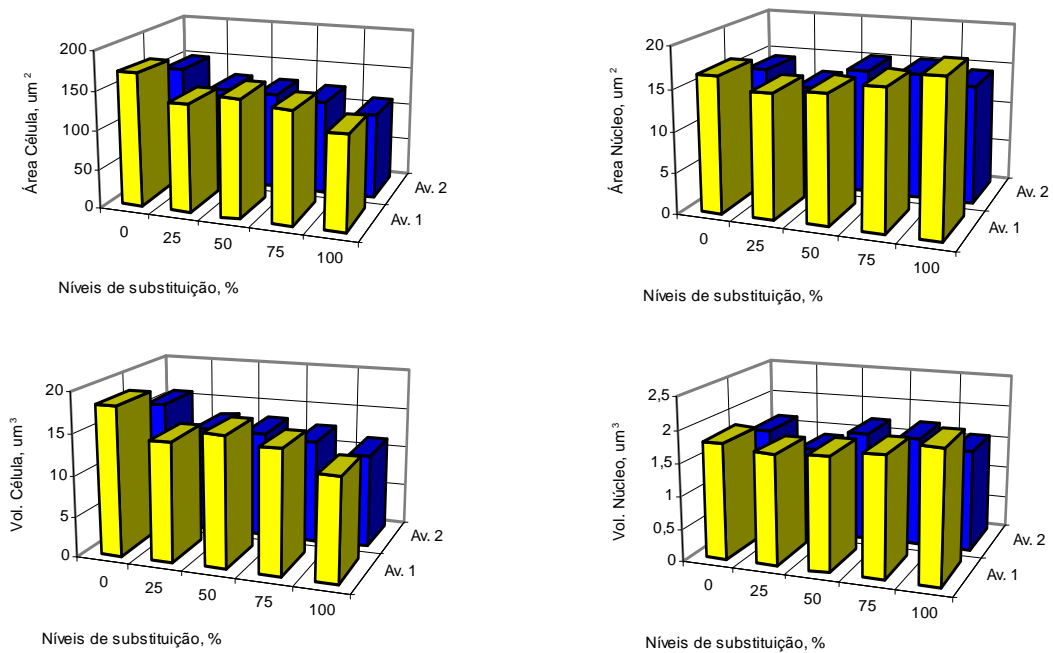 Área Célula, um²
200
150
100
50
0
0
25
50
75
100
Av. 1
Av. 2
Níveis de substituição, %
Área Núcleo, um²
20
15
10
5
0
0
25
50
75
100
Av. 1
Av. 2
Níveis de substituição, %
Vol. Célula, um³
20
15
10
5
0
0
25
50
75
100
Av. 1
Av. 2
Níveis de substituição, %
Vol. Núcleo, um³
2,5
2
1,5
1
0,5
0
0
25
50
75
100
Av. 1
Av. 2
Níveis de substituição, %